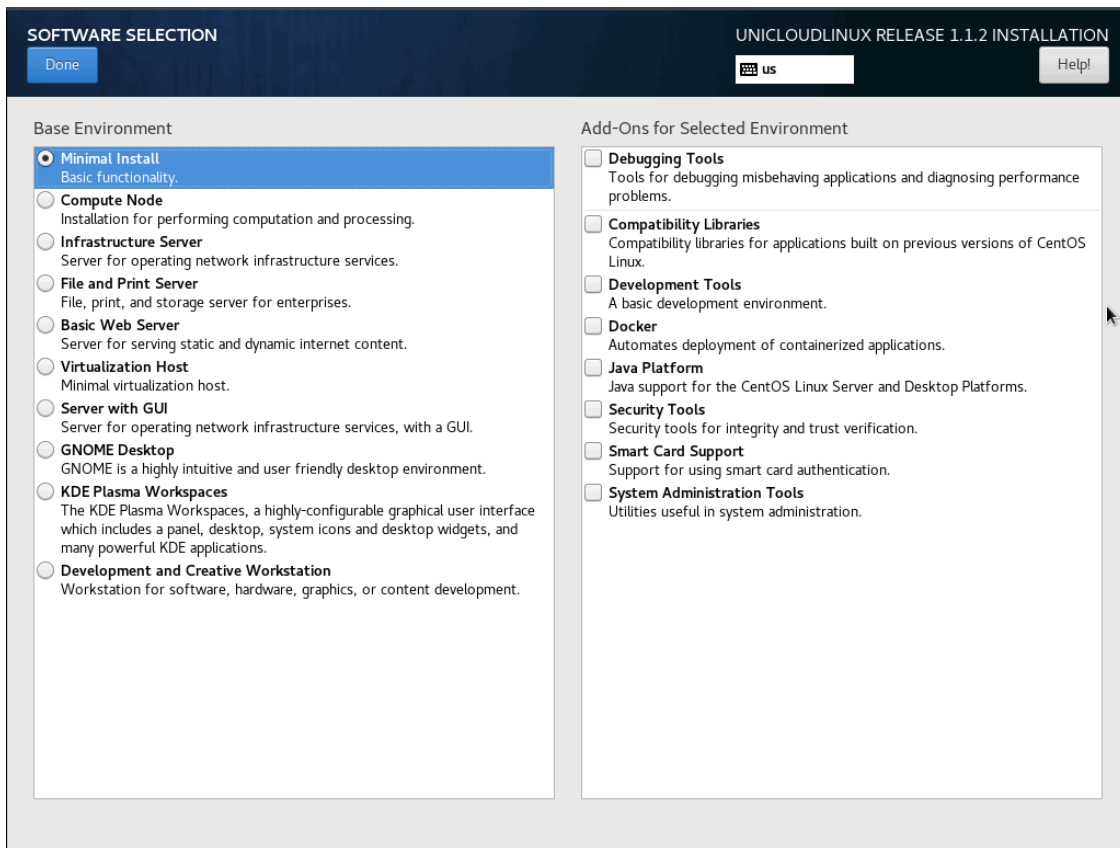 SOFTWARE SELECTION
UNICLOUDLINUX RELEASE 1.1.2 INSTALLATION
Done
us
Help!
Base Environment
Minimal Install
Basic functionality.
Compute Node
Installation for performing computation and processing.
Infrastructure Server
Server for operating network infrastructure services.
File and Print Server
File, print, and storage server for enterprises.
Basic Web Server
Server for serving static and dynamic internet content.
Virtualization Host
Minimal virtualization host.
Server with GUI
Server for operating network infrastructure services, with a GUI.
GNOME Desktop
GNOME is a highly intuitive and user friendly desktop environment.
KDE Plasma Workspaces
The KDE Plasma Workspaces, a highly-configurable graphical user interface
which includes a panel, desktop, system icons and desktop widgets, and
many powerful KDE applications.
Development and Creative Workstation
Workstation for software, hardware, graphics, or content development.
Add-Ons for Selected Environment
Debugging Tools
Tools for debugging misbehaving applications and diagnosing performance
problems.
Compatibility Libraries
Compatibility libraries for applications built on previous versions of CentOS
Linux.
Development Tools
A basic development environment.
Docker
Automates deployment of containerized applications.
Java Platform
Java support for the CentOS Linux Server and Desktop Platforms.
Security Tools
Security tools for integrity and trust verification.
Smart Card Support
Support for using smart card authentication.
System Administration Tools
Utilities useful in system administration.